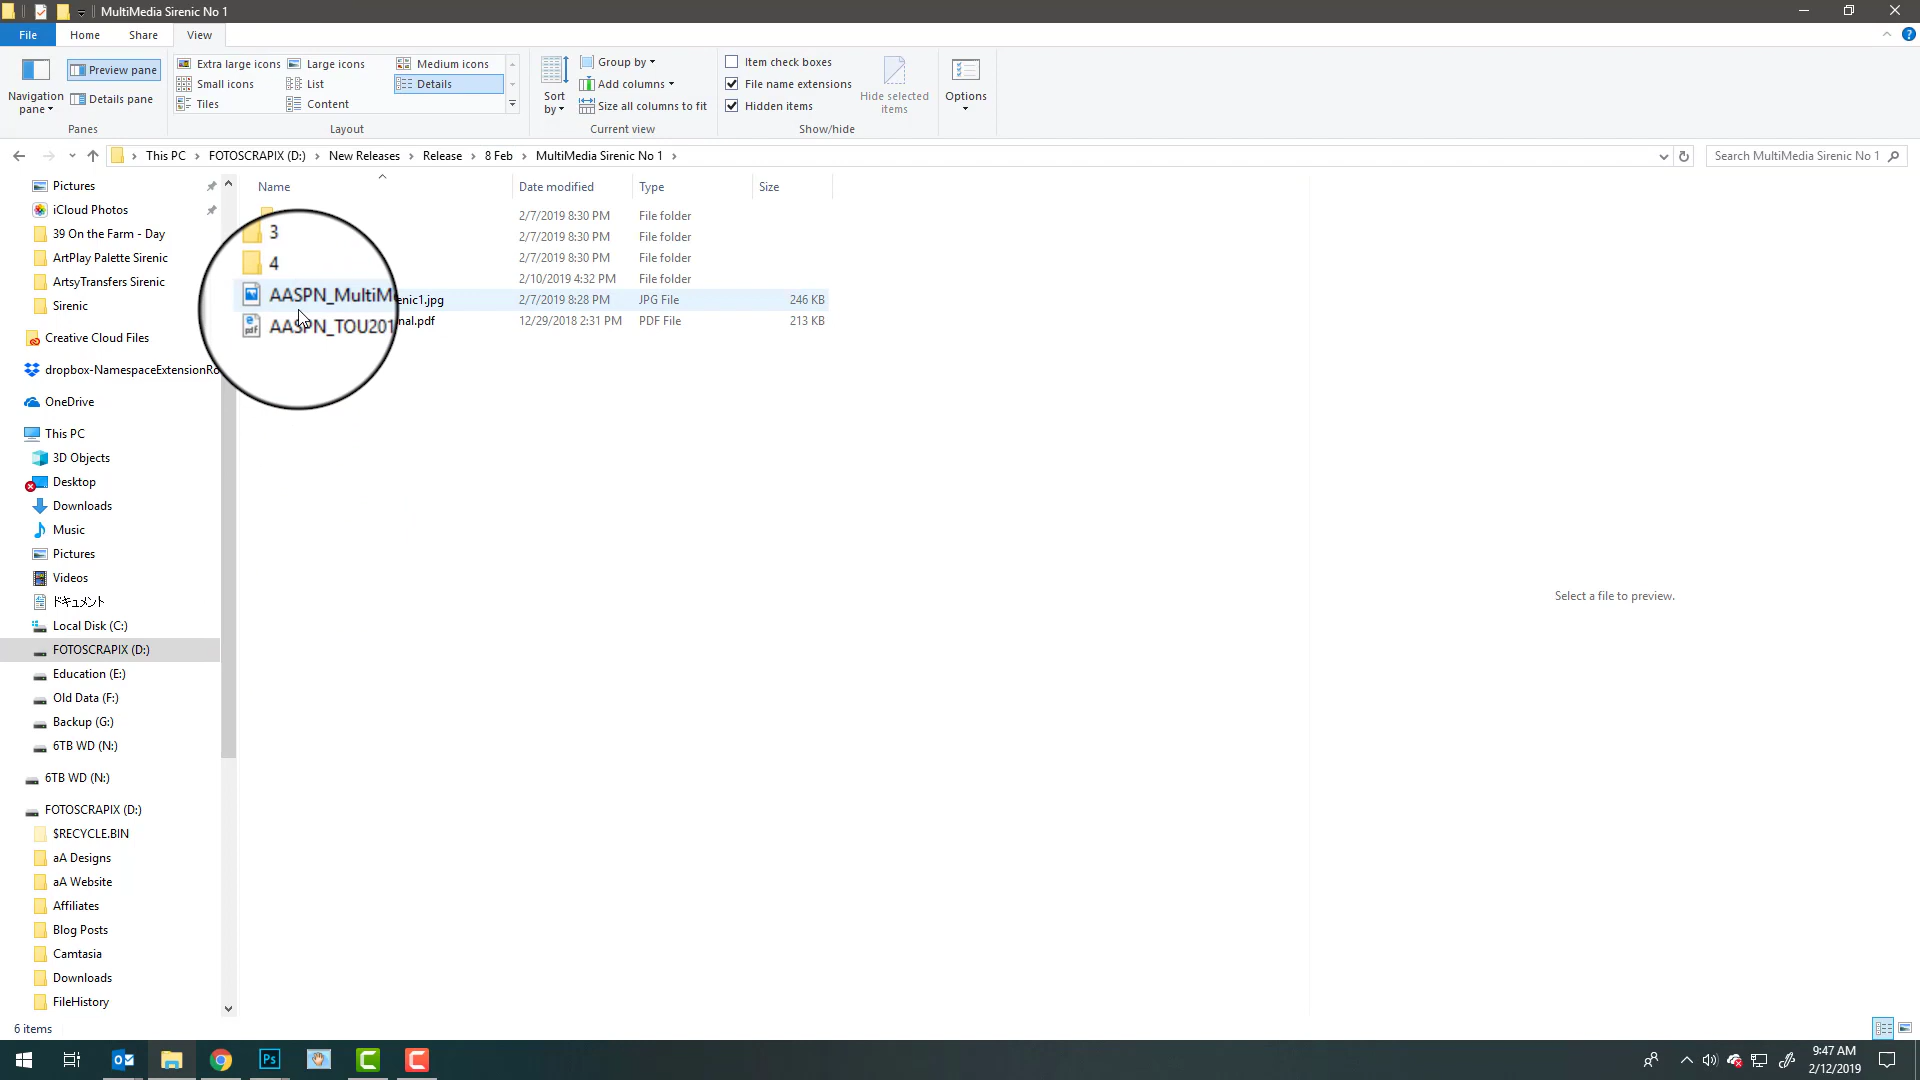 MultiMedia Sirenic No 1
File Home Share View
Navigation pane
Preview pane
Details pane
Panes
Extra large icons Large icons Medium icons
Small icons List Details
Tiles Content
Layout
Sort by
Group by
Add columns
Size all columns to fit
Current view
Item check boxes
File name extensions
Hidden items
Hide selected items
Show/hide
Options
This PC > FOTOSCRAPIX (D:) > New Releases > Release > 8 Feb > MultiMedia Sirenic No 1 >
Search MultiMedia Sirenic No 1
Pictures
iCloud Photos
39 On the Farm - Day
ArtPlay Palette Sirenic
ArtsyTransfers Sirenic
Sirenic
Creative Cloud Files
dropbox-NamespaceExtensionRo
OneDrive
This PC
3D Objects
Desktop
Downloads
Music
Pictures
Videos
ドキュメント
Local Disk (C:)
FOTOSCRAPIX (D:)
Education (E:)
Old Data (F:)
Backup (G:)
6TB WD (N:)
6TB WD (N:)
FOTOSCRAPIX (D:)
$RECYCLE.BIN
aA Designs
aA Website
Affiliates
Blog Posts
Camtasia
Downloads
FileHistory
Name Date modified Type Size
2/7/2019 8:30 PM File folder
3 2/7/2019 8:30 PM File folder
4 2/7/2019 8:30 PM File folder
2/10/2019 4:32 PM File folder
AASPN_MultiM enic1.jpg 2/7/2019 8:28 PM JPG File 246 KB
AASPN_TOU201 nal.pdf 12/29/2018 2:31 PM PDF File 213 KB
Select a file to preview.
6 items
Ps
9:47 AM
2/12/2019